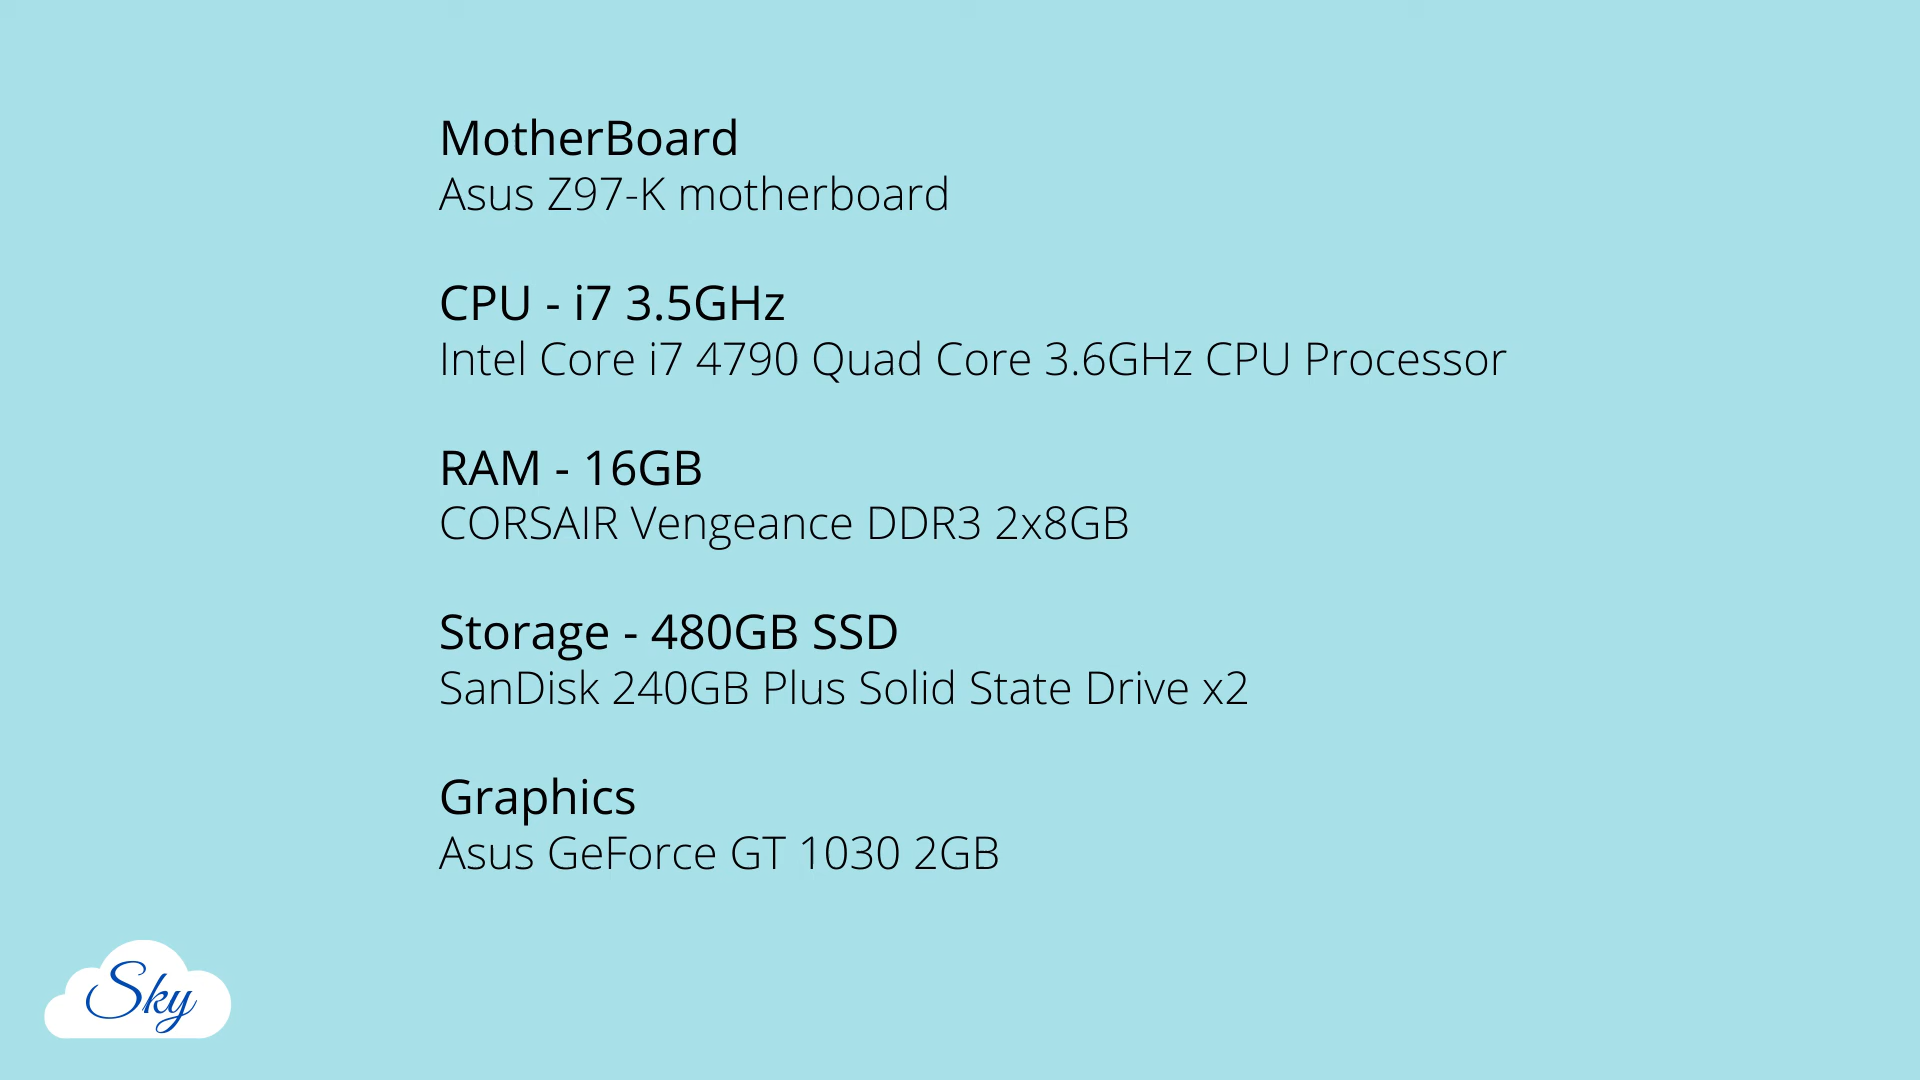 MotherBoard
Asus Z97-K motherboard
CPU - i7 3.5GHz
Intel Core i7 4790 Quad Core 3.6GHz CPU Processor
RAM - 16GB
CORSAIR Vengeance DDR3 2x8GB
Storage - 480GB SSD
SanDisk 240GB Plus Solid State Drive x2
Graphics
Asus GeForce GT 1030 2GB
Sky